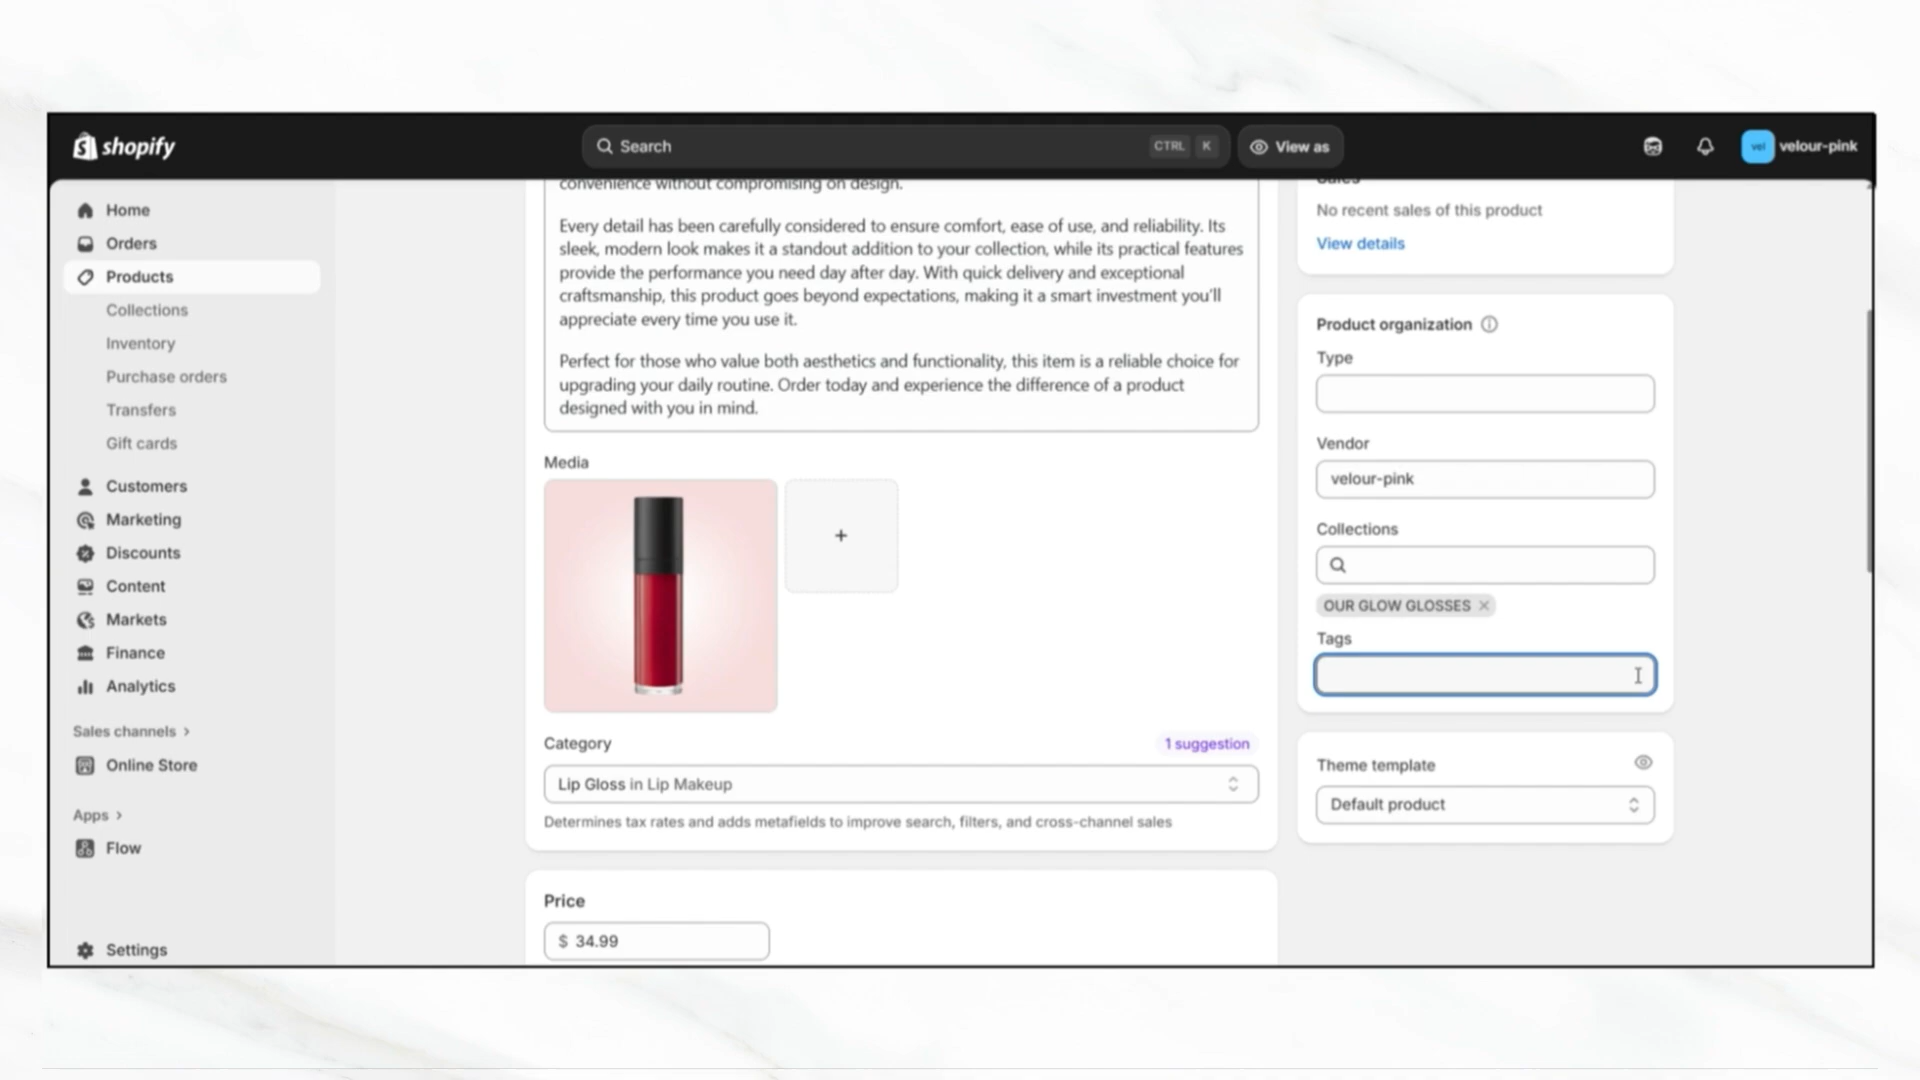 shopify
Search
CTRL K
View as
vel
velour-pink
Home
Orders
Products
Collections
Inventory
Purchase orders
Transfers
Gift cards
Customers
Marketing
Discounts
Content
Markets
Finance
Analytics
Sales channels
Online Store
Apps
Flow
Settings
convenience without compromising on design.
Every detail has been carefully considered to ensure comfort, ease of use, and reliability. Its
sleek, modern look makes it a standout addition to your collection, while its practical features
provide the performance you need day after day. With quick delivery and exceptional
craftsmanship, this product goes beyond expectations, making it a smart investment you'll
appreciate every time you use it.
Perfect for those who value both aesthetics and functionality, this item is a reliable choice for
upgrading your daily routine. Order today and experience the difference of a product
designed with you in mind.
Media
+
Category
1 suggestion
Lip Gloss in Lip Makeup
Determines tax rates and adds metafields to improve search, filters, and cross-channel sales
Price
$ 34.99
Sales
No recent sales of this product
View details
Product organization
Type
Vendor
velour-pink
Collections
OUR GLOW GLOSSES
Tags
Theme template
Default product